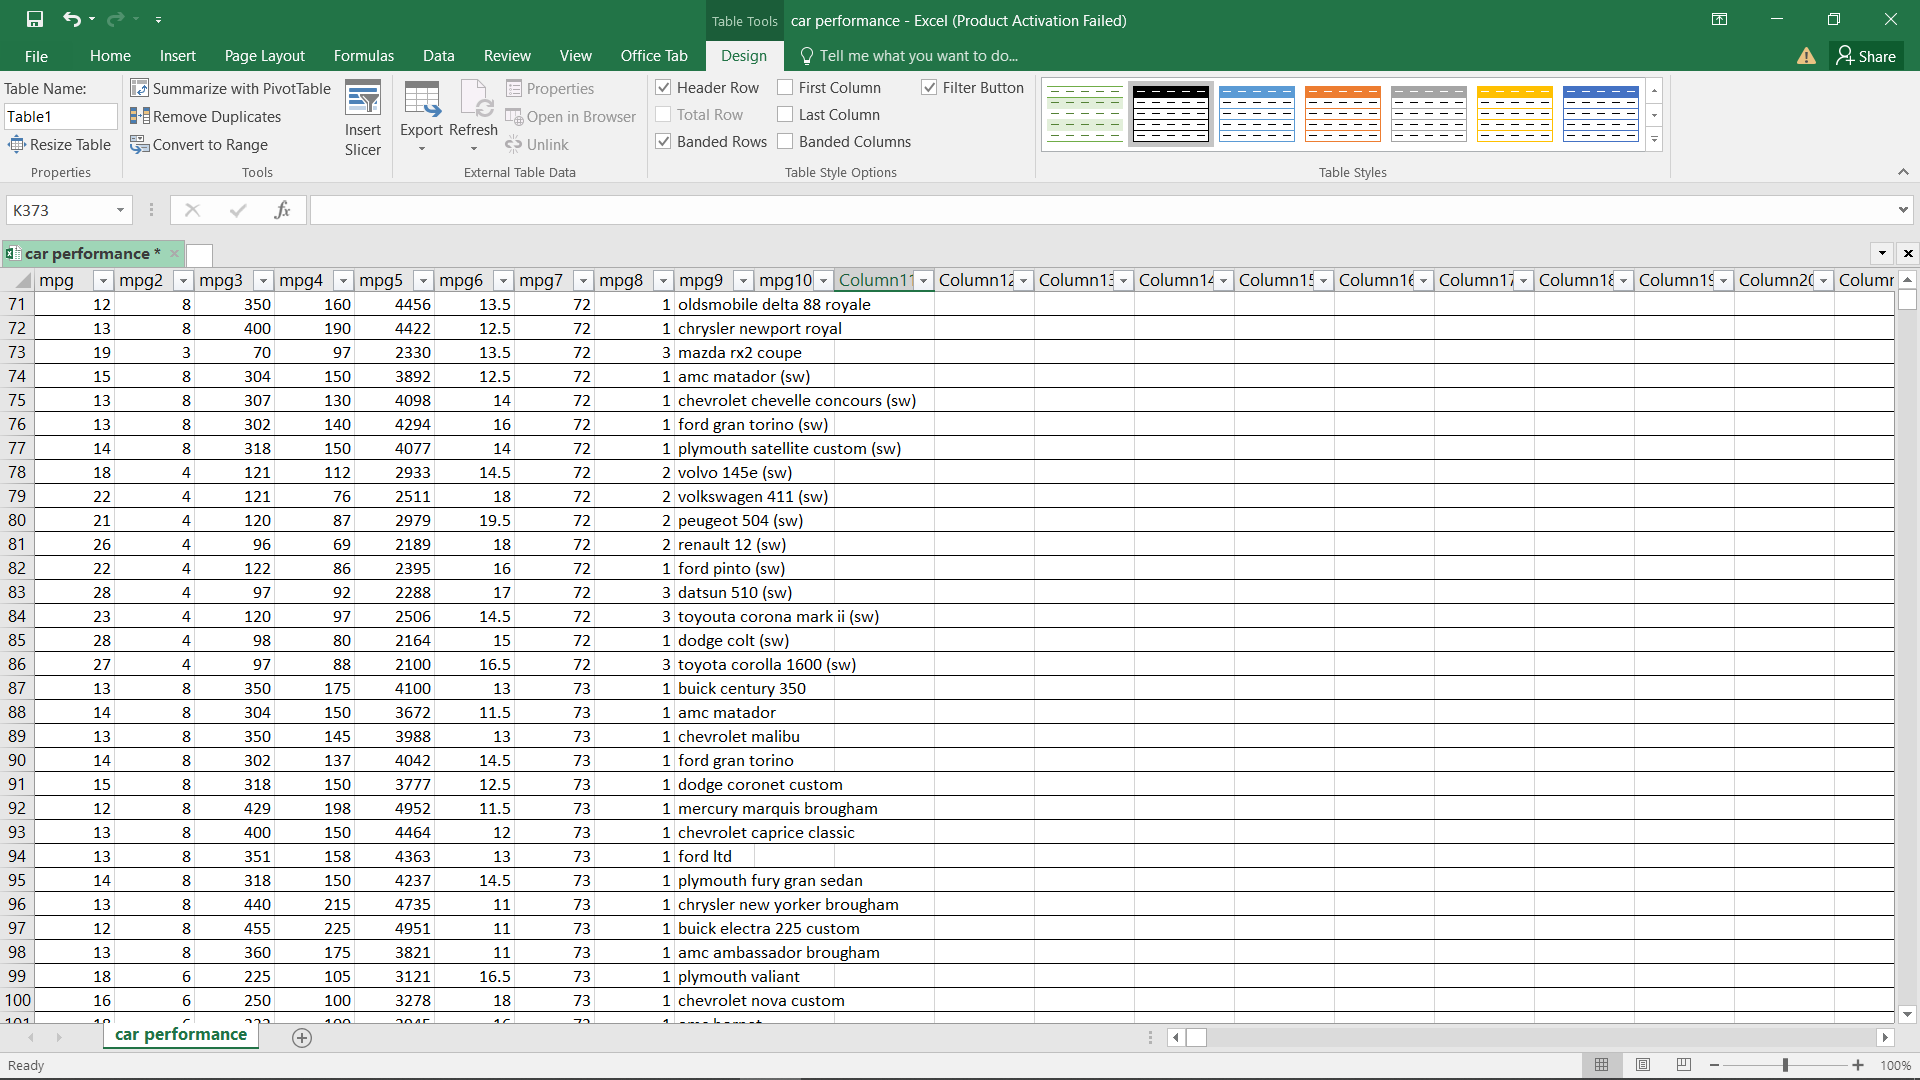 Table Tools car performance - Excel (Product Activation Failed)
File Home Insert Page Layout Formulas Data Review View Office Tab Design Tell me what you want to do... Share
Table Name: Summarize with PivotTable Properties Header Row First Column Filter Button
Table1 Remove Duplicates Open in Browser Total Row Last Column
Resize Table Convert to Range Insert Slicer Export Refresh Unlink Banded Rows Banded Columns
Properties Tools External Table Data Table Style Options Table Styles
K373 fx
car performance *
mpg mpg2 mpg3 mpg4 mpg5 mpg6 mpg7 mpg8 mpg9 mpg10 Column11 Column12 Column13 Column14 Column15 Column16 Column17 Column18 Column19 Column20 Column
71 12 8 350 160 4456 13.5 72 1 oldsmobile delta 88 royale
72 13 8 400 190 4422 12.5 72 1 chrysler newport royal
73 19 3 70 97 2330 13.5 72 3 mazda rx2 coupe
74 15 8 304 150 3892 12.5 72 1 amc matador (sw)
75 13 8 307 130 4098 14 72 1 chevrolet chevelle concours (sw)
76 13 8 302 140 4294 16 72 1 ford gran torino (sw)
77 14 8 318 150 4077 14 72 1 plymouth satellite custom (sw)
78 18 4 121 112 2933 14.5 72 2 volvo 145e (sw)
79 22 4 121 76 2511 18 72 2 volkswagen 411 (sw)
80 21 4 120 87 2979 19.5 72 2 peugeot 504 (sw)
81 26 4 96 69 2189 18 72 2 renault 12 (sw)
82 22 4 122 86 2395 16 72 1 ford pinto (sw)
83 28 4 97 92 2288 17 72 3 datsun 510 (sw)
84 23 4 120 97 2506 14.5 72 3 toyouta corona mark ii (sw)
85 28 4 98 80 2164 15 72 1 dodge colt (sw)
86 27 4 97 88 2100 16.5 72 3 toyota corolla 1600 (sw)
87 13 8 350 175 4100 13 73 1 buick century 350
88 14 8 304 150 3672 11.5 73 1 amc matador
89 13 8 350 145 3988 13 73 1 chevrolet malibu
90 14 8 302 137 4042 14.5 73 1 ford gran torino
91 15 8 318 150 3777 12.5 73 1 dodge coronet custom
92 12 8 429 198 4952 11.5 73 1 mercury marquis brougham
93 13 8 400 150 4464 12 73 1 chevrolet caprice classic
94 13 8 351 158 4363 13 73 1 ford ltd
95 14 8 318 150 4237 14.5 73 1 plymouth fury gran sedan
96 13 8 440 215 4735 11 73 1 chrysler new yorker brougham
97 12 8 455 225 4951 11 73 1 buick electra 225 custom
98 13 8 360 175 3821 11 73 1 amc ambassador brougham
99 18 6 225 105 3121 16.5 73 1 plymouth valiant
100 16 6 250 100 3278 18 73 1 chevrolet nova custom
car performance
Ready 100%